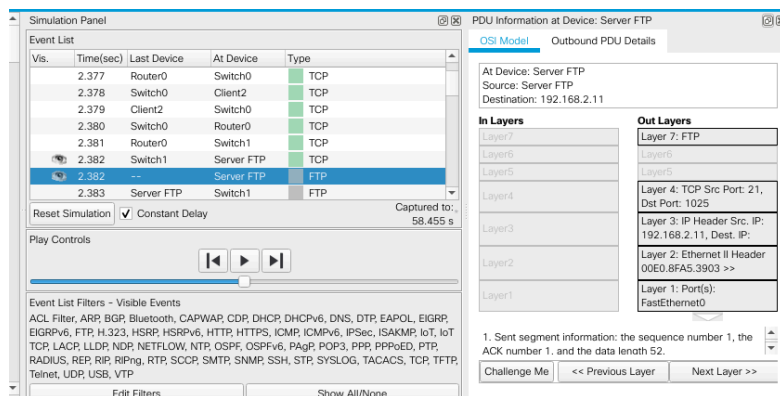 Simulation Panel
Event List
Vis. Time(sec) Last Device At Device Type
2.377 Router0 Switch0 TCP
2.378 Switch0 Client2 TCP
2.379 Client2 Switch0 TCP
2.380 Switch0 Router0 TCP
2.381 Router0 Switch1 TCP
2.382 Switch1 Server FTP TCP
2.382 -- Server FTP FTP
2.383 Server FTP Switch1 FTP
Reset Simulation Constant Delay
Captured to:
58.455 s
Play Controls
Event List Filters - Visible Events
ACL Filter, ARP, BGP, Bluetooth, CAPWAP, CDP, DHCP, DHCPv6, DNS, DTP, EAPOL, EIGRP,
EIGRPv6, FTP, H.323, HSRP, HSRPv6, HTTP, HTTPS, ICMP, ICMPv6, IPSec, ISAKMP, IoT, IoT
TCP, LACP, LLDP, NDP, NETFLOW, NTP, OSPF, OSPFv6, PAgP, POP3, PPP, PPPoED, PTP,
RADIUS, REP, RIP, RIPng, RTP, SCCP, SMTP, SNMP, SSH, STP, SYSLOG, TACACS, TCP, TFTP,
Telnet, UDP, USB, VTP
Edit Filters Show All/None
PDU Information at Device: Server FTP
OSI Model Outbound PDU Details
At Device: Server FTP
Source: Server FTP
Destination: 192.168.2.11
In Layers Out Layers
Layer7 Layer 7: FTP
Layer6 Layer6
Layer5 Layer5
Layer4 Layer 4: TCP Src Port: 21,
Dst Port: 1025
Layer3 Layer 3: IP Header Src. IP:
192.168.2.11, Dest. IP:
Layer2 Layer 2: Ethernet II Header
00E0.8FA5.3903 >>
Layer1 Layer 1: Port(s):
FastEthernet0
1. Sent segment information: the sequence number 1, the
ACK number 1, and the data length 52.
Challenge Me << Previous Layer Next Layer >>